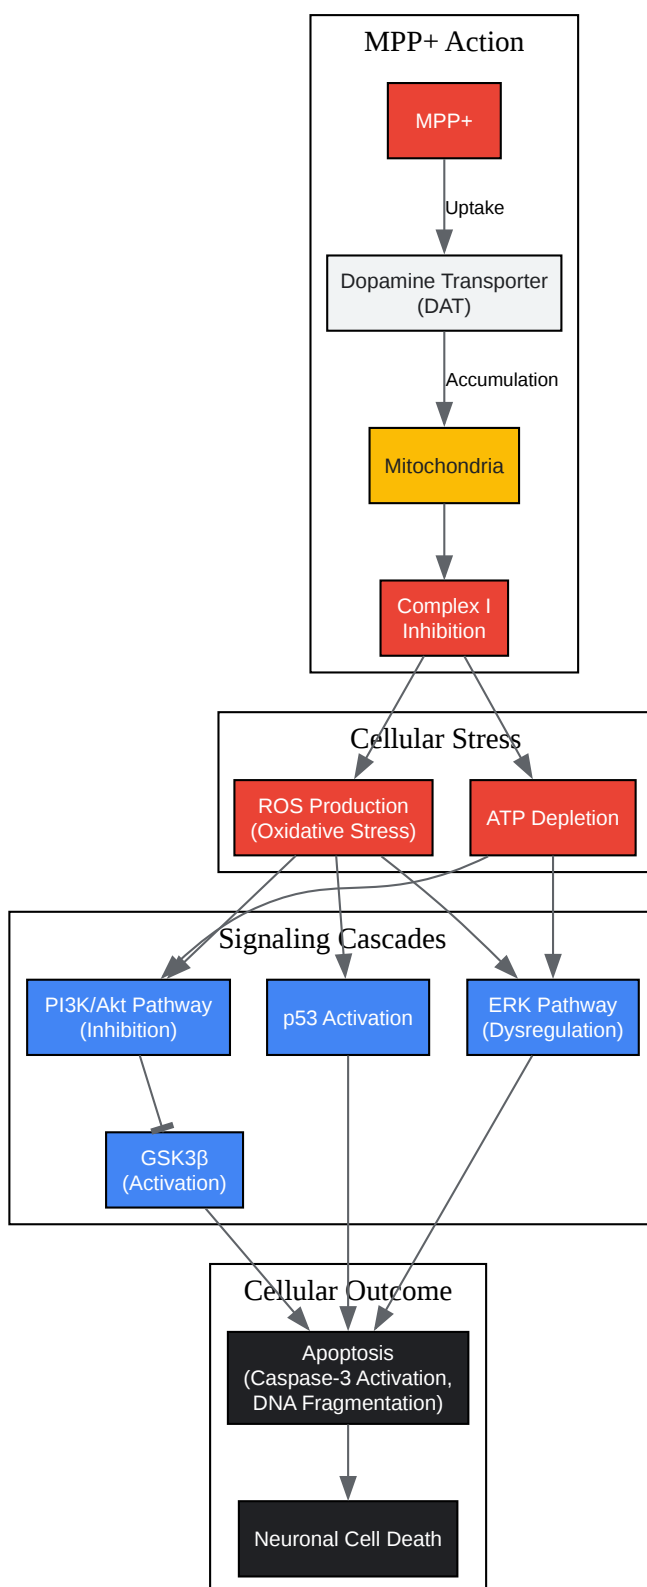 MPP+ Action
MPP+
Uptake
Dopamine Transporter
(DAT)
Accumulation
Mitochondria
Complex I
Inhibition
Cellular Stress
ROS Production
(Oxidative Stress)
ATP Depletion
Signaling Cascades
PI3K/Akt Pathway
(Inhibition)
p53 Activation
ERK Pathway
(Dysregulation)
GSK3β
(Activation)
Cellular Outcome
Apoptosis
(Caspase-3 Activation,
DNA Fragmentation)
Neuronal Cell Death